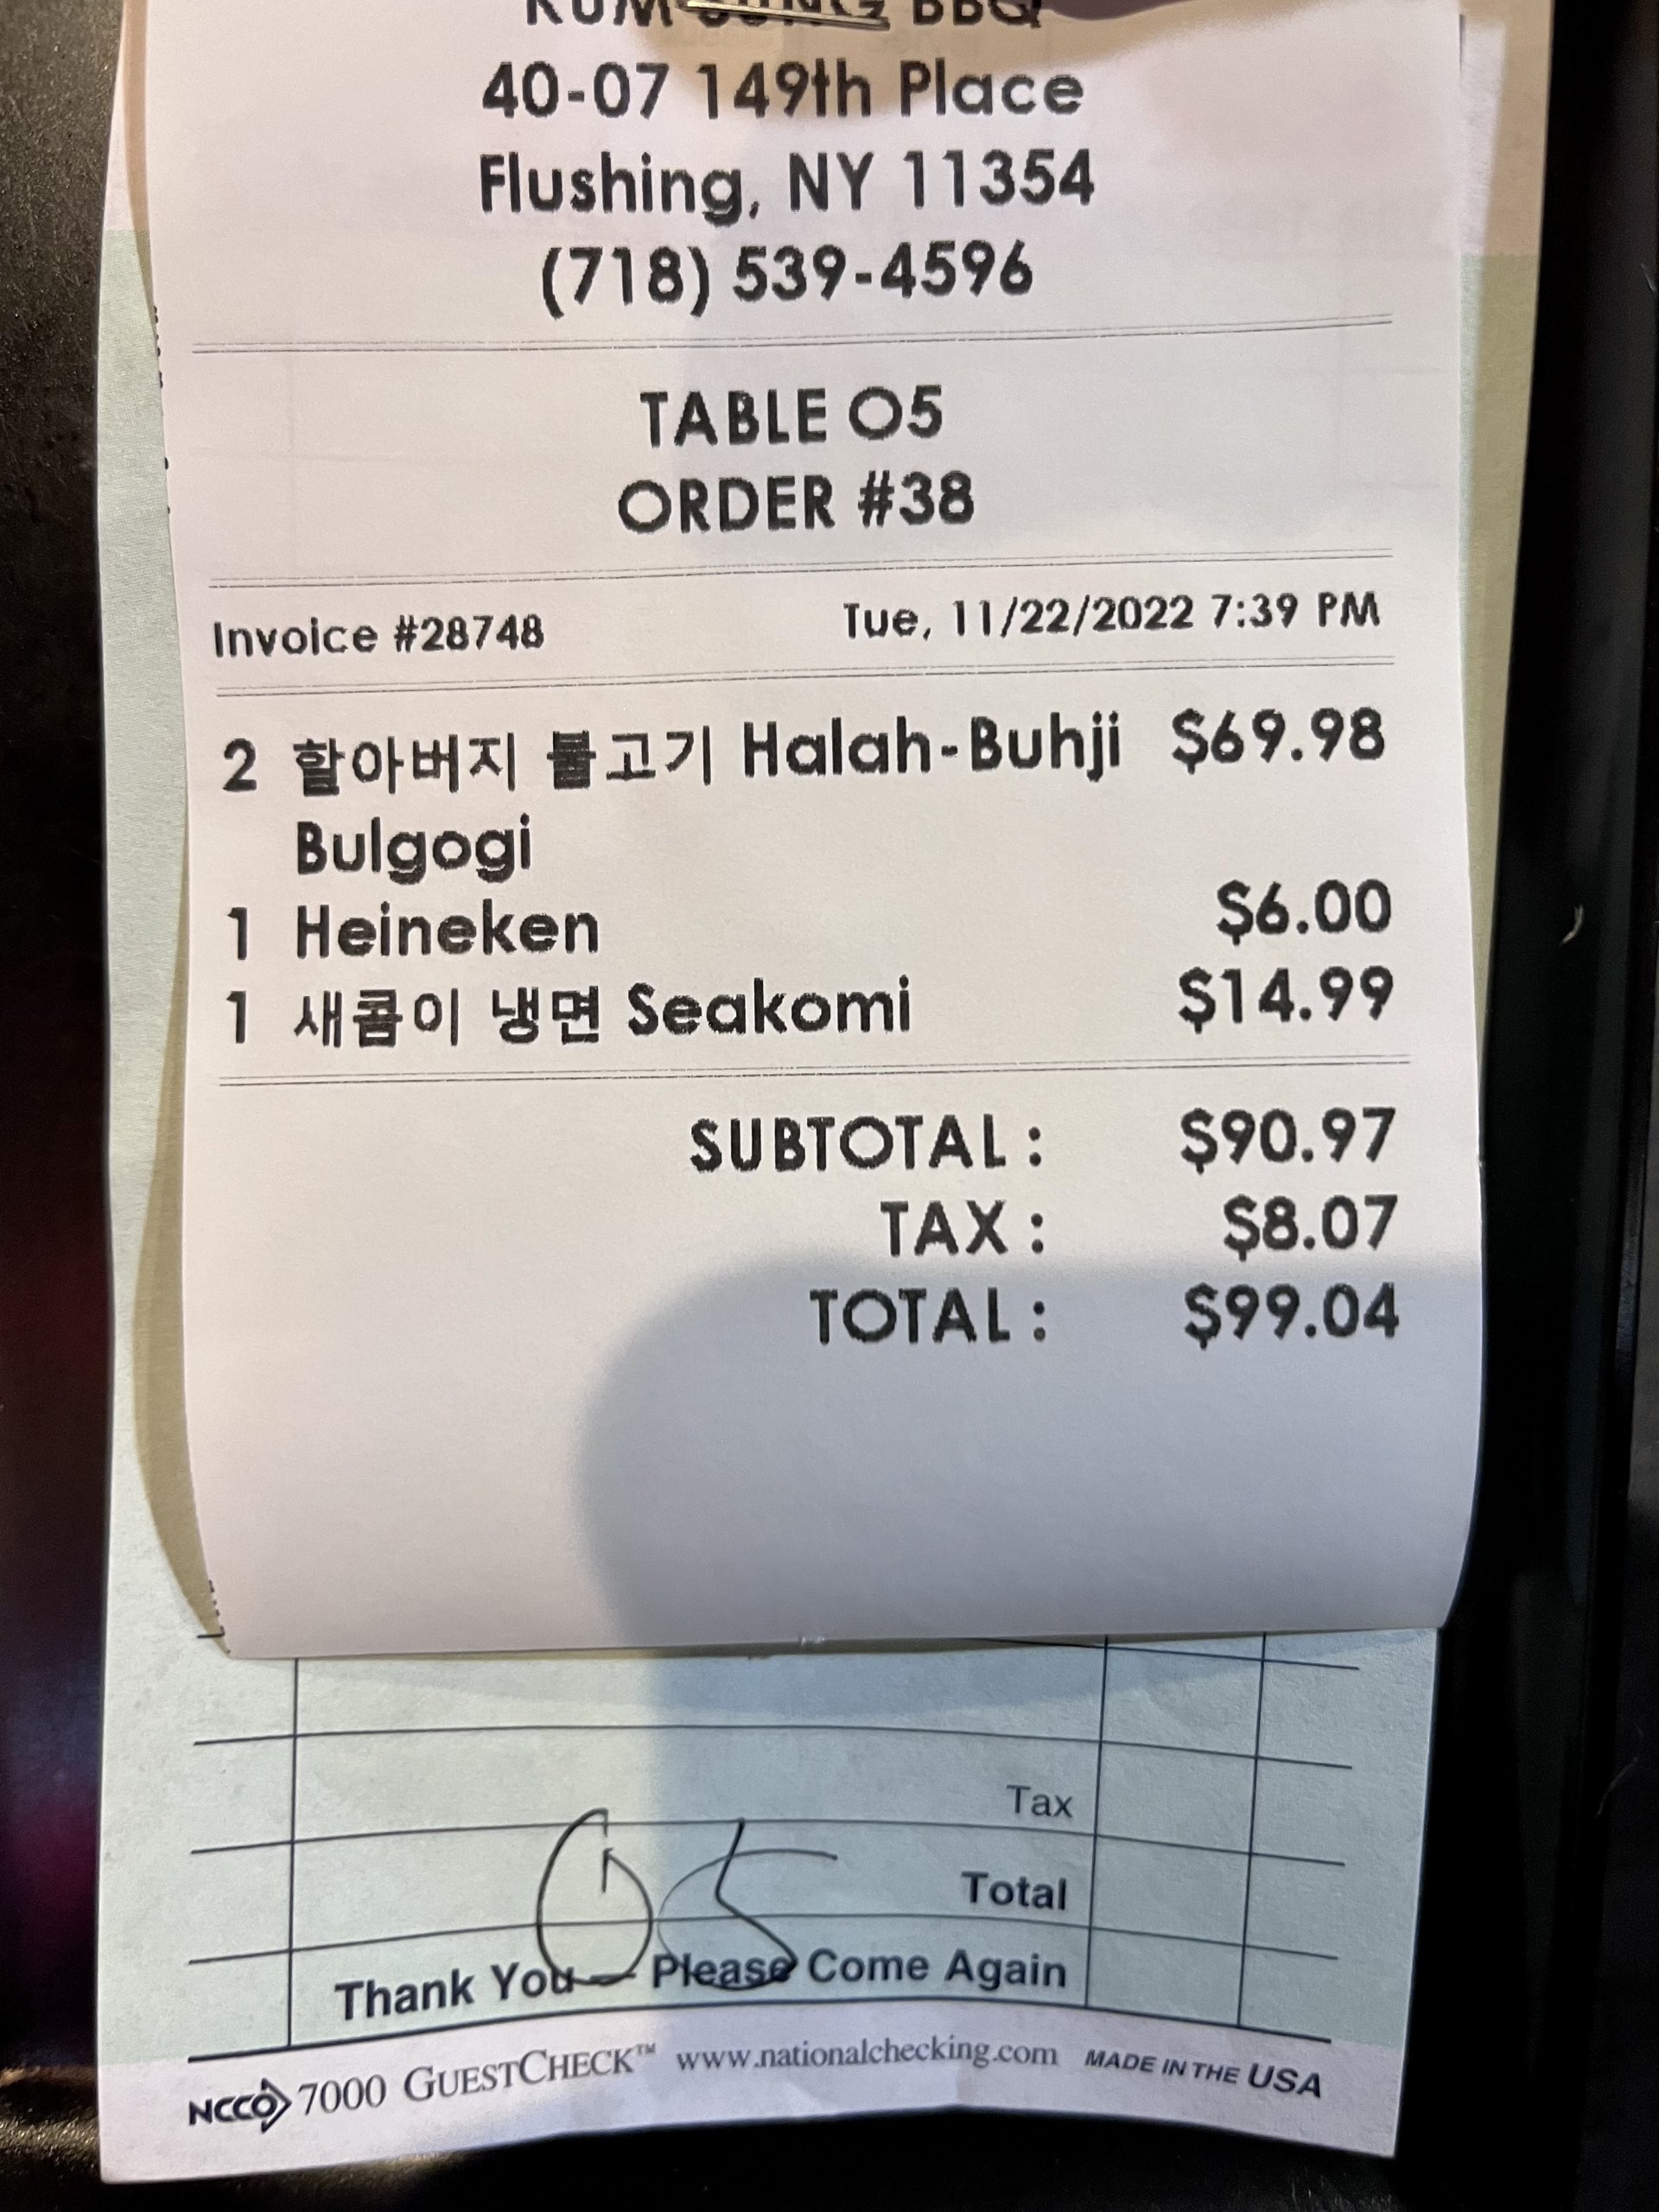 BBQ
40-07 149th Place
Flushing, NY 11354
(718) 539-4596
TABLE O5
ORDER #38
Invoice #28748 Tue, 11/22/2022 7:39 PM
2 할아버지 불고기 Halah-Buhji $69.98
Bulgogi
1 Heineken $6.00
1 새콤이 냉면 Seakomi $14.99
SUBTOTAL : $90.97
TAX : $8.07
TOTAL : $99.04
Tax
05
Total
Thank You — Please Come Again
NCCO 7000 GUESTCHECK™ www.nationalchecking.com MADE IN THE USA